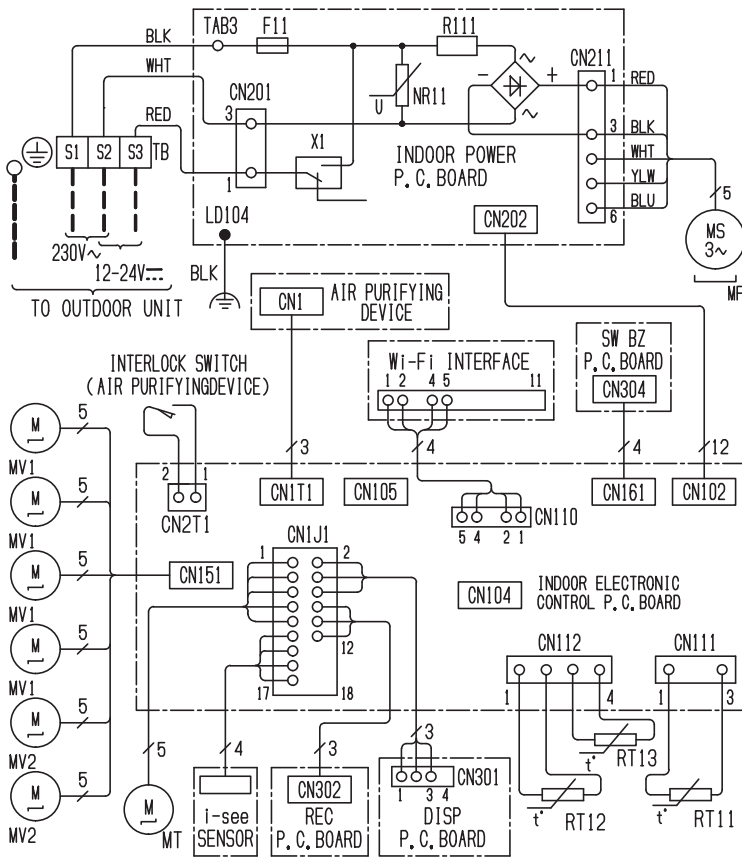 TAB3
F11
R111
BLK
CN211
WHT
1
RED
~
CN201
−
+
RED
3
U
NR11
~
3
BLK
S1 S2 S3 TB
X1
INDOOR POWER
P.C.BOARD
WHT
YLW
1
BLU
6
5
LD104
CN202
MS
3~
MF
230V~
12-24V⎓
BLK
TO OUTDOOR UNIT
CN1
AIR PURIFYING
DEVICE
SW BZ
P.C.BOARD
CN304
Wi-Fi INTERFACE
1 2 4 5 11
INTERLOCK SWITCH
(AIR PURIFYINGDEVICE)
3
4
4
12
M
5
MV1
M
5
MV1
M
5
MV1
M
5
MV1
M
5
MV2
M
5
MV2
2 1
CN2T1
CN1T1
CN105
CN161
CN102
CN110
5 4 2 1
CN1J1
1 2
CN151
12
17 18
CN104
INDOOR ELECTRONIC
CONTROL P.C.BOARD
CN112
1 4
CN111
1 3
5
4
3
3
t°
RT13
M
MT
i-see
SENSOR
CN302
REC
P.C.BOARD
CN301
1 3 4
DISP
P.C.BOARD
t°
RT12
t°
RT11